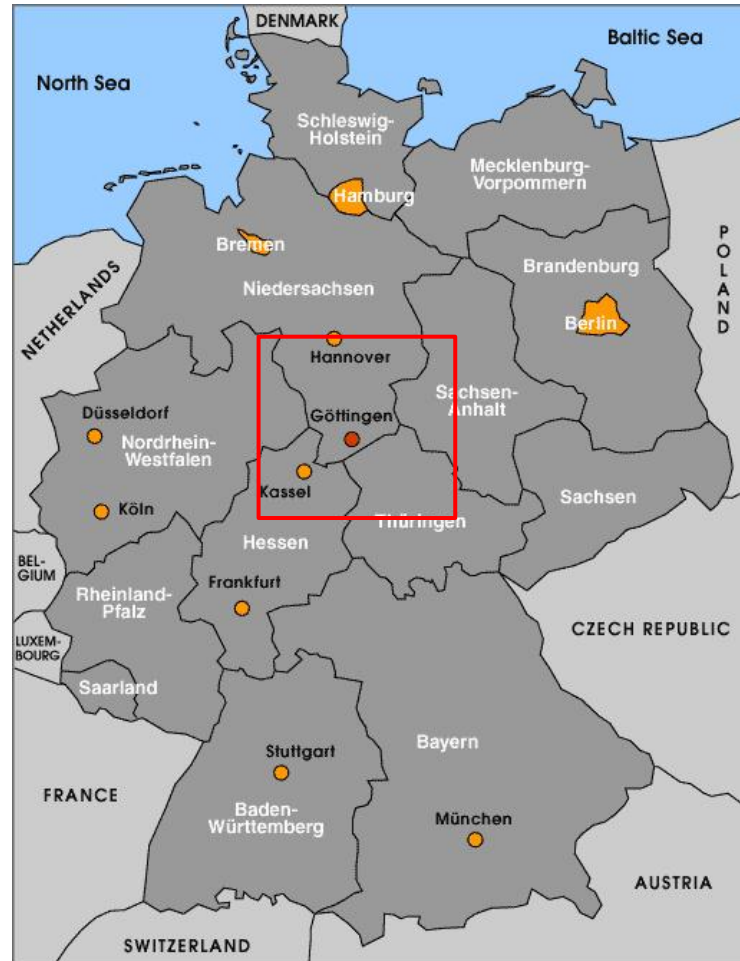 DENMARK
Baltic Sea
North Sea
Schleswig-
Holstein
Mecklenburg-
Vorpommern
Hamburg
Bremen
POLAND
Brandenburg
NETHERLANDS
Niedersachsen
Berlin
Hannover
Sachsen-
Anhalt
Düsseldorf
Göttingen
Nordrhein-
Westfalen
Kassel
Sachsen
Köln
Thüringen
Hessen
BEL-
GIUM
Rheinland-
Pfalz
Frankfurt
CZECH REPUBLIC
LUXEM-
BOURG
Saarland
Bayern
Stuttgart
FRANCE
Baden-
Württemberg
München
AUSTRIA
SWITZERLAND